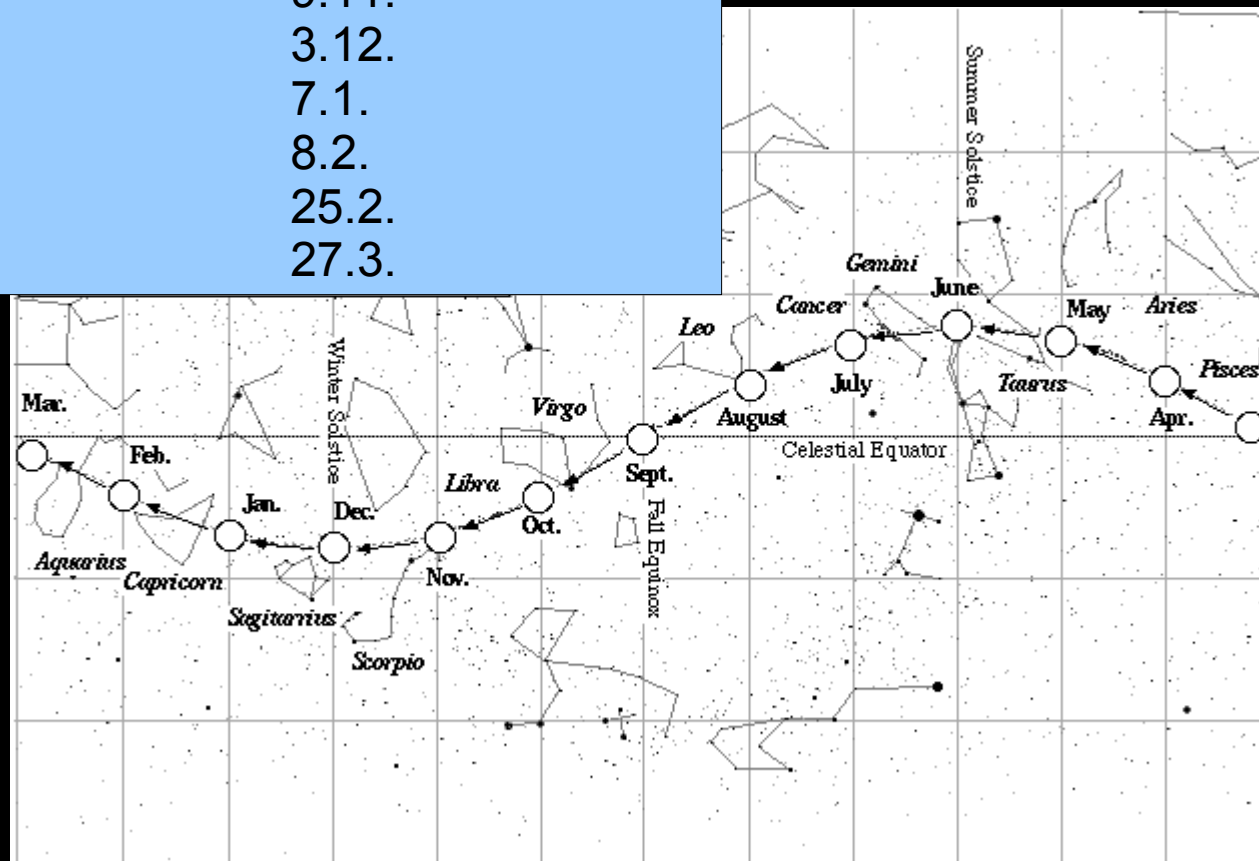 3.12.
7.1.
8.2.
25.2.
27.3.
Summer Solstice
Gemini
June
Cancer
May
Aries
Leo
Pisces
Taurus
July
August
Apr.
Mar.
Winter Solstice
Virgo
Celestial Equator
Feb.
Sept.
Libra
Jan.
Dec.
Oct.
Fall Equinox
Aquarius
Capricorn
Nov.
Sagitarrius
Scorpio